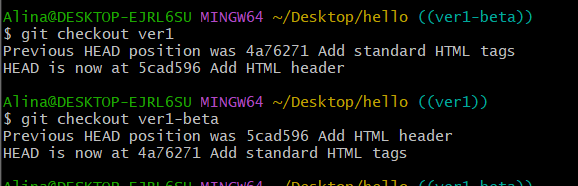 Alina@DESKTOP-EJRL6SU MINGW64 ~/Desktop/hello ((ver1-beta))
$ git checkout ver1
Previous HEAD position was 4a76271 Add standard HTML tags
HEAD is now at 5cad596 Add HTML header
Alina@DESKTOP-EJRL6SU MINGW64 ~/Desktop/hello ((ver1))
$ git checkout ver1-beta
Previous HEAD position was 5cad596 Add HTML header
HEAD is now at 4a76271 Add standard HTML tags